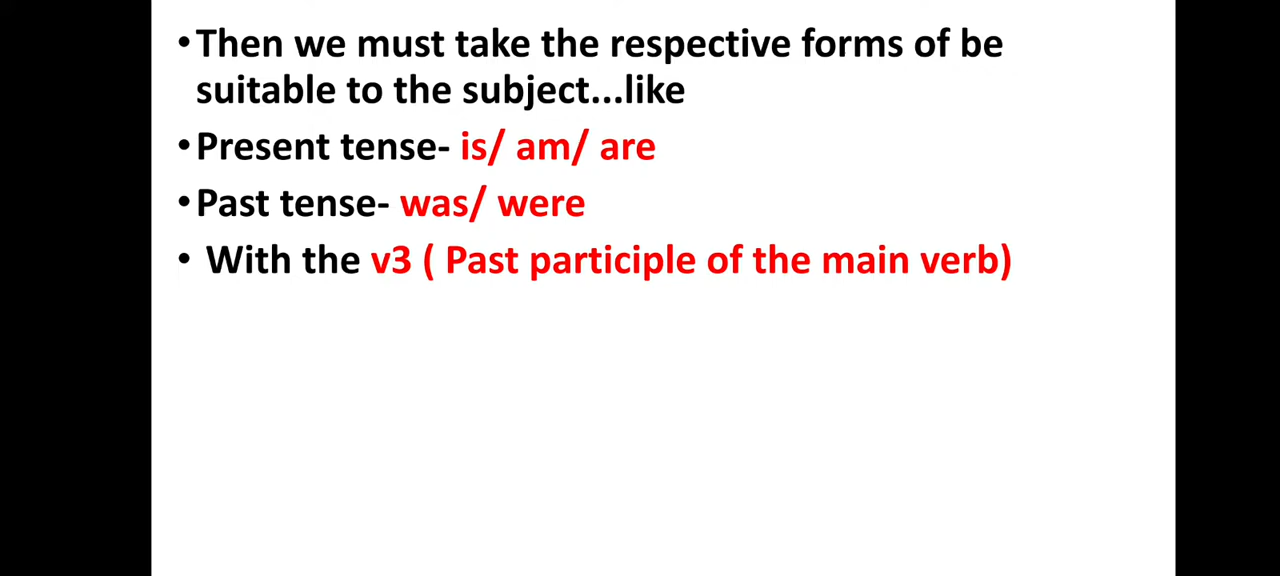 •Then we must take the respective forms of be
suitable to the subject...like
•Present tense- is/ am/ are
•Past tense- was/ were
• With the v3 ( Past participle of the main verb)